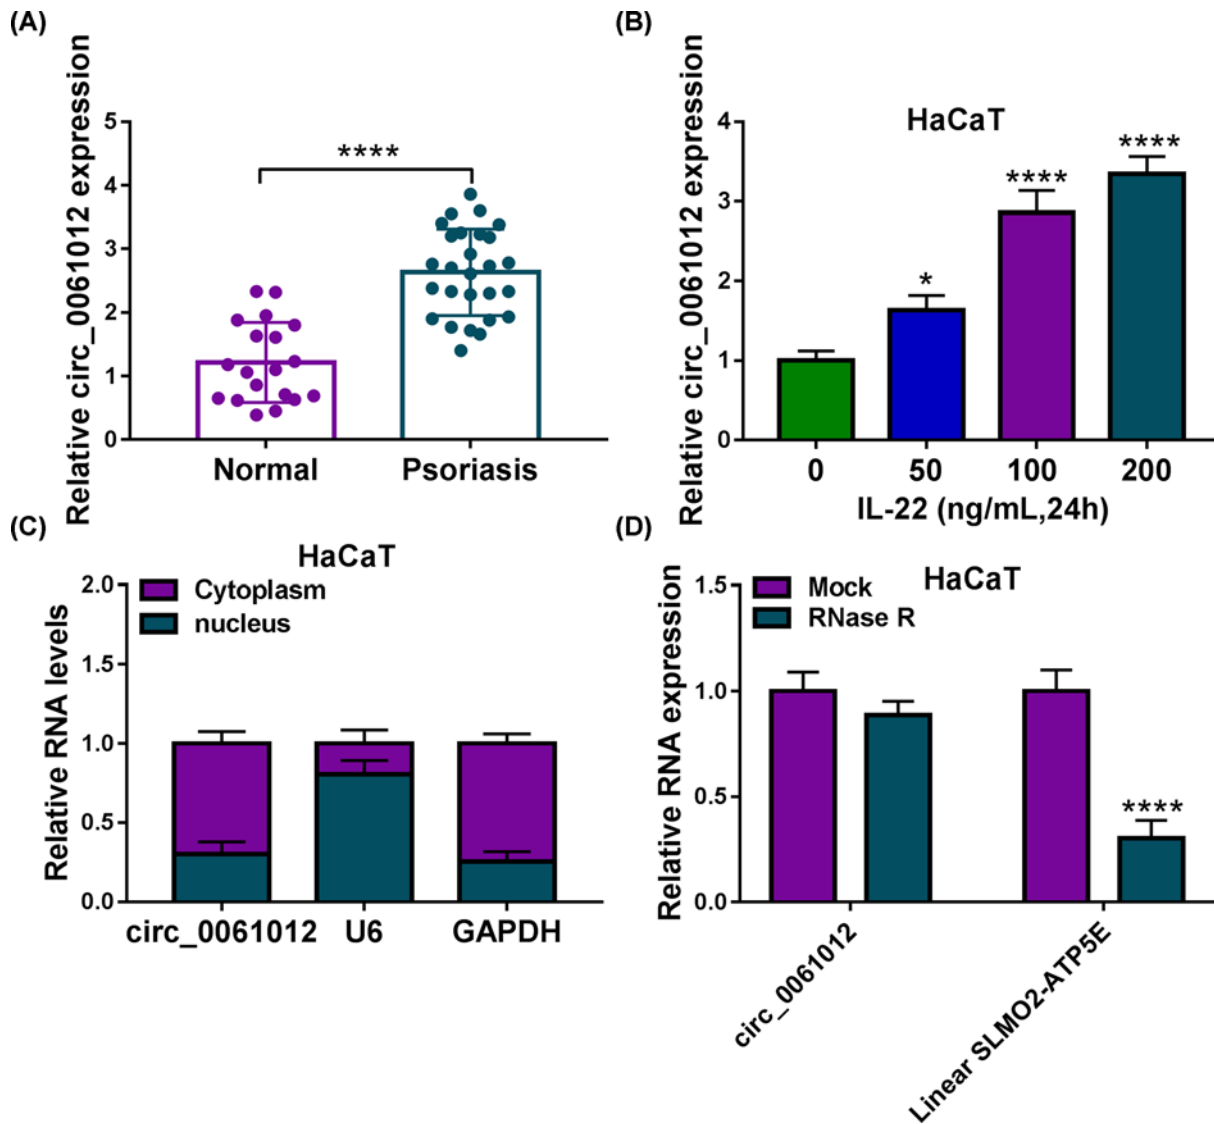 (A)
Relative circ_0061012 expression
5
4
3
2
1
0
****
Normal
Psoriasis
(B)
Relative circ_0061012 expression
HaCaT
4
3
2
1
0
*
****
****
0
50
100
200
IL-22 (ng/mL,24h)
(C)
HaCaT
Relative RNA levels
2.0
1.5
1.0
0.5
0.0
Cytoplasm
nucleus
circ_0061012
U6
GAPDH
(D)
HaCaT
Relative RNA expression
1.5
1.0
0.5
0.0
Mock
RNase R
****
circ_0061012
Linear SLMO2-ATP5E